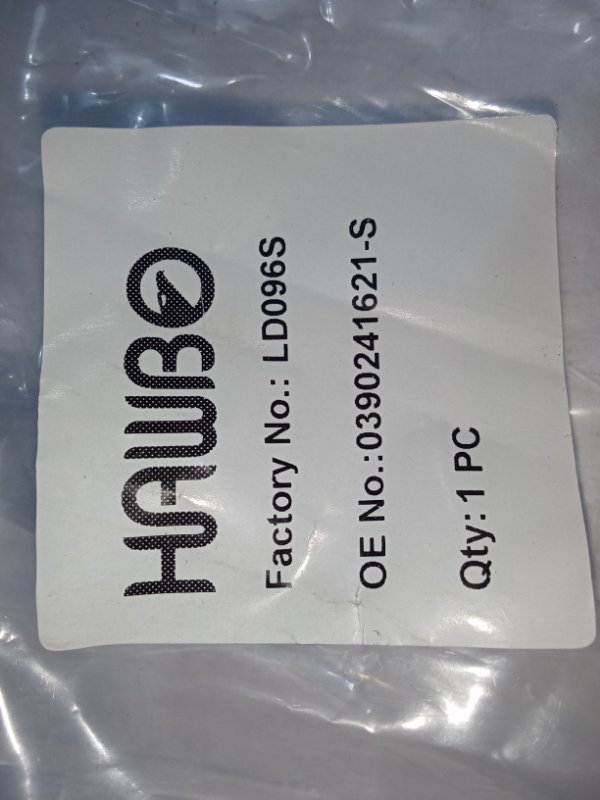 HAWBO
Factory No.: LD096S
OE No.:0390241621-S
Qty: 1 PC